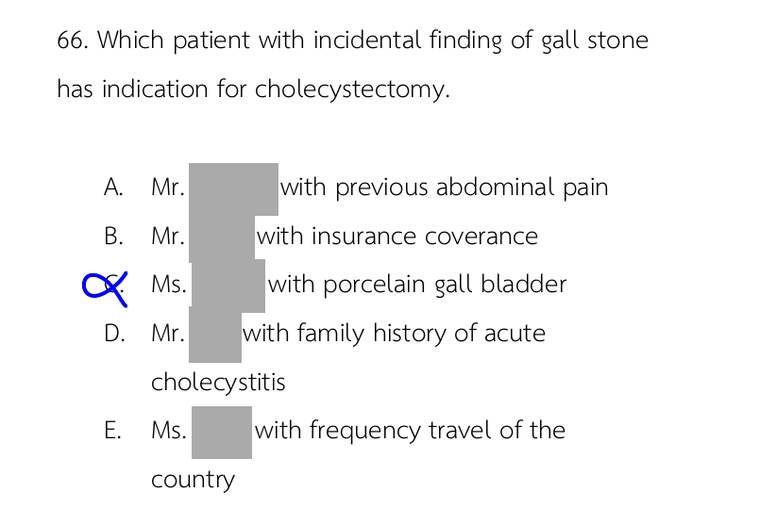 66. Which patient with incidental finding of gall stone
has indication for cholecystectomy.
A. Mr. with previous abdominal pain
B. Mr. with insurance coverance
C. Ms. with porcelain gall bladder
D. Mr. with family history of acute
cholecystitis
E. Ms. with frequency travel of the
country